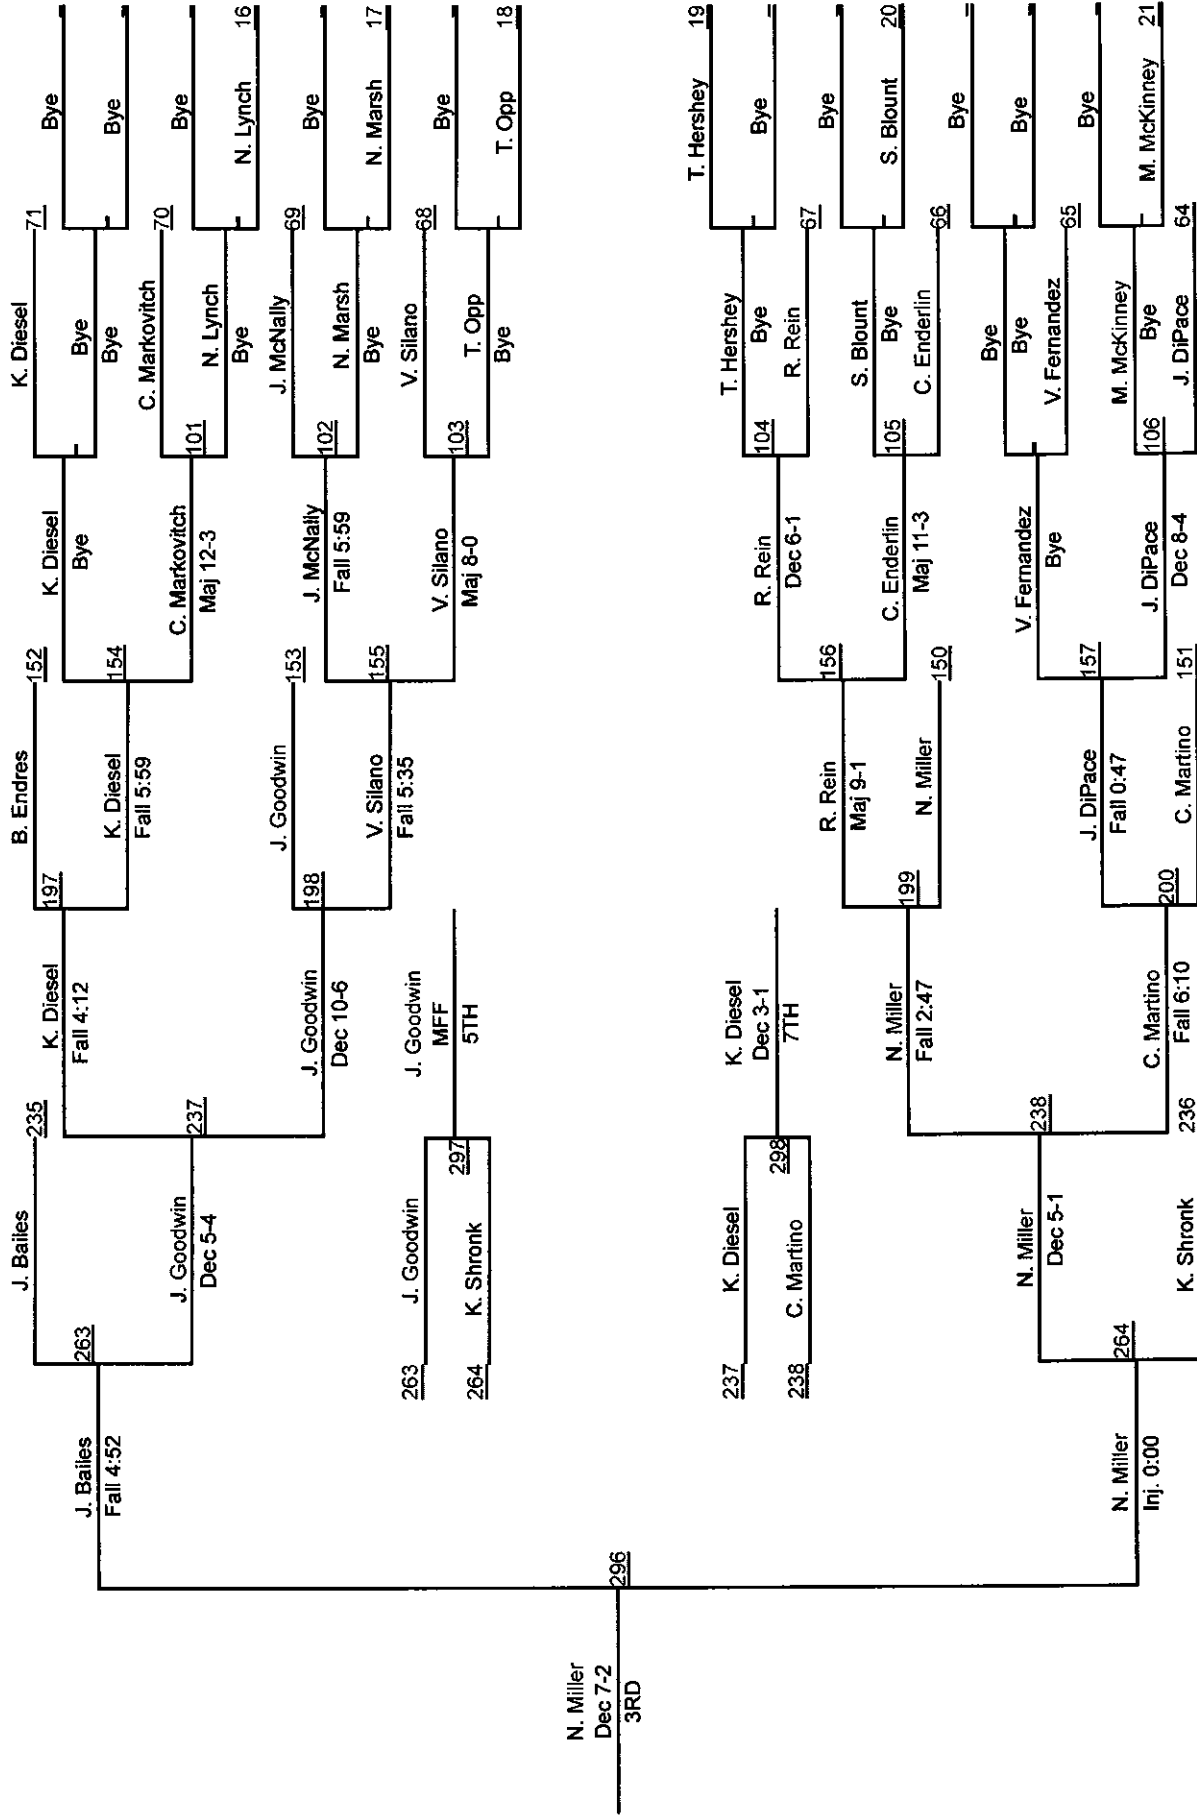 K. Diesel
71
Bye
Bye
Bye
Bye
C. Markovitch
70
N. Lynch
Bye
Bye
N. Lynch
16
J. McNally
69
N. Marsh
Bye
Bye
N. Marsh
17
V. Silano
68
T. Opp
Bye
Bye
T. Opp
18
T. Hershey
Bye
R. Rein
67
T. Hershey
19
Bye
S. Blount
Bye
C. Enderlin
66
Bye
S. Blount
20
Bye
Bye
V. Fernandez
65
Bye
Bye
M. McKinney
Bye
J. DiPace
64
Bye
M. McKinney
21
B. Endres
152
K. Diesel
Bye
154
C. Markovitch
Maj 12-3
101
J. Goodwin
153
J. McNally
Fall 5:59
102
155
V. Silano
Maj 8-0
103
R. Rein
Dec 6-1
104
156
C. Enderlin
Maj 11-3
105
N. Miller
150
V. Fernandez
Bye
157
J. DiPace
Dec 8-4
106
C. Martino
151
197
K. Diesel
Fall 5:59
198
V. Silano
Fall 5:35
R. Rein
Maj 9-1
199
J. DiPace
Fall 0:47
200
J. Bailes
235
K. Diesel
Fall 4:12
237
J. Goodwin
Dec 10-6
N. Miller
Fall 2:47
238
C. Martino
Fall 6:10
K. Shronk
236
263
J. Goodwin
Dec 5-4
263
J. Goodwin
297
264
K. Shronk
J. Goodwin
MFF
5TH
237
K. Diesel
298
238
C. Martino
K. Diesel
Dec 3-1
7TH
N. Miller
Dec 5-1
264
J. Bailes
Fall 4:52
296
N. Miller
Inj. 0:00
N. Miller
Dec 7-2
3RD